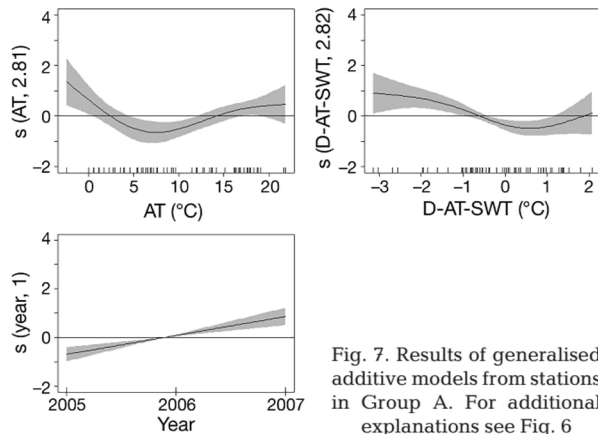 4
2
0
−2
s (AT, 2.81)
0
5
10
15
20
AT (°C)
4
2
0
−2
s (D-AT-SWT, 2.82)
−3
−2
−1
0
1
2
D-AT-SWT (°C)
4
2
0
−2
s (year, 1)
2005
2006
2007
Year
Fig. 7. Results of generalised
additive models from stations
in Group A. For additional
explanations see Fig. 6